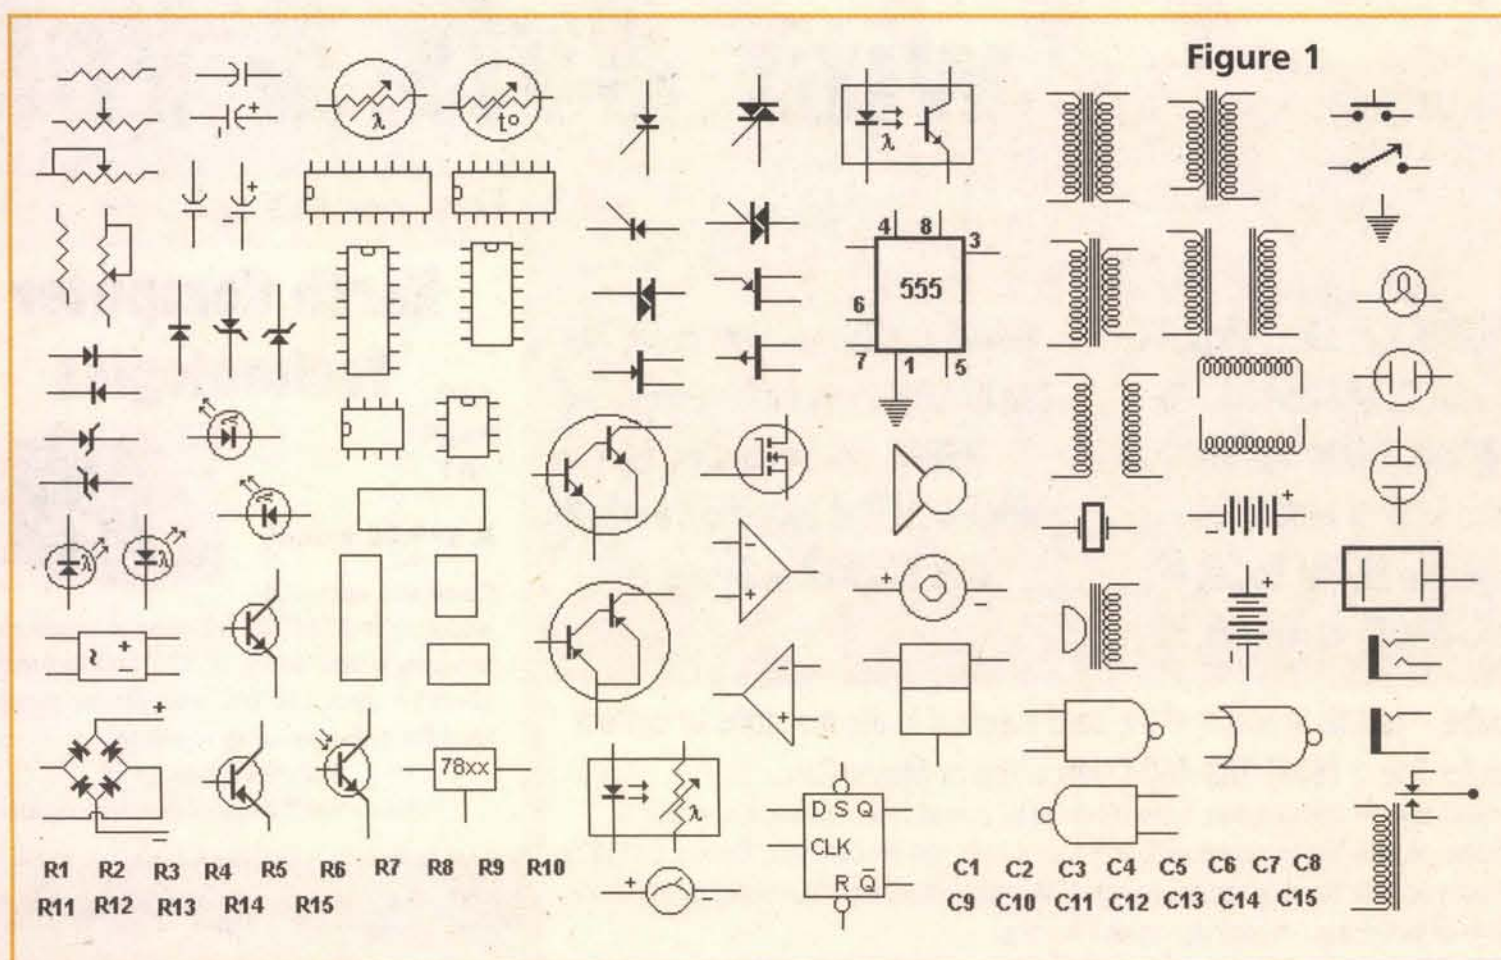 Figure 1
+
λ
t°
λ
+
+
-
4 8
3
555
6
7 1 5
λ
λ
+
-
λ λ
-
+
+
-
+
-
~ +
-
+
-
-
+
78xx
λ
D S Q
CLK
R Q̅
+ -
-
R1 R2 R3 R4 R5 R6 R7 R8 R9 R10
R11 R12 R13 R14 R15
C1 C2 C3 C4 C5 C6 C7 C8
C9 C10 C11 C12 C13 C14 C15